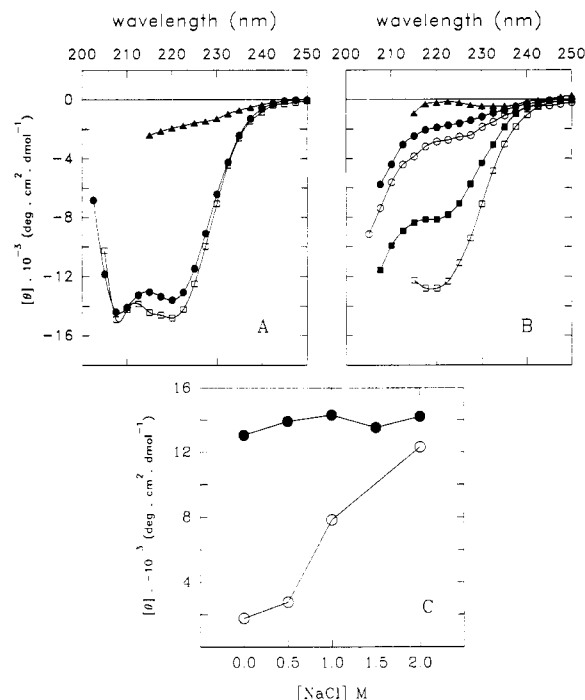 wavelength (nm)
wavelength (nm)
200 210 220 230 240 250
200 210 220 230 240 250
0
-4
-8
-12
-16
[θ] . 10⁻³ (deg . cm² . dmol⁻¹)
A
B
16
12
8
4
[θ] . -10⁻³ (deg . cm² . dmol⁻¹)
C
0.0 0.5 1.0 1.5 2.0
[NaCl] M